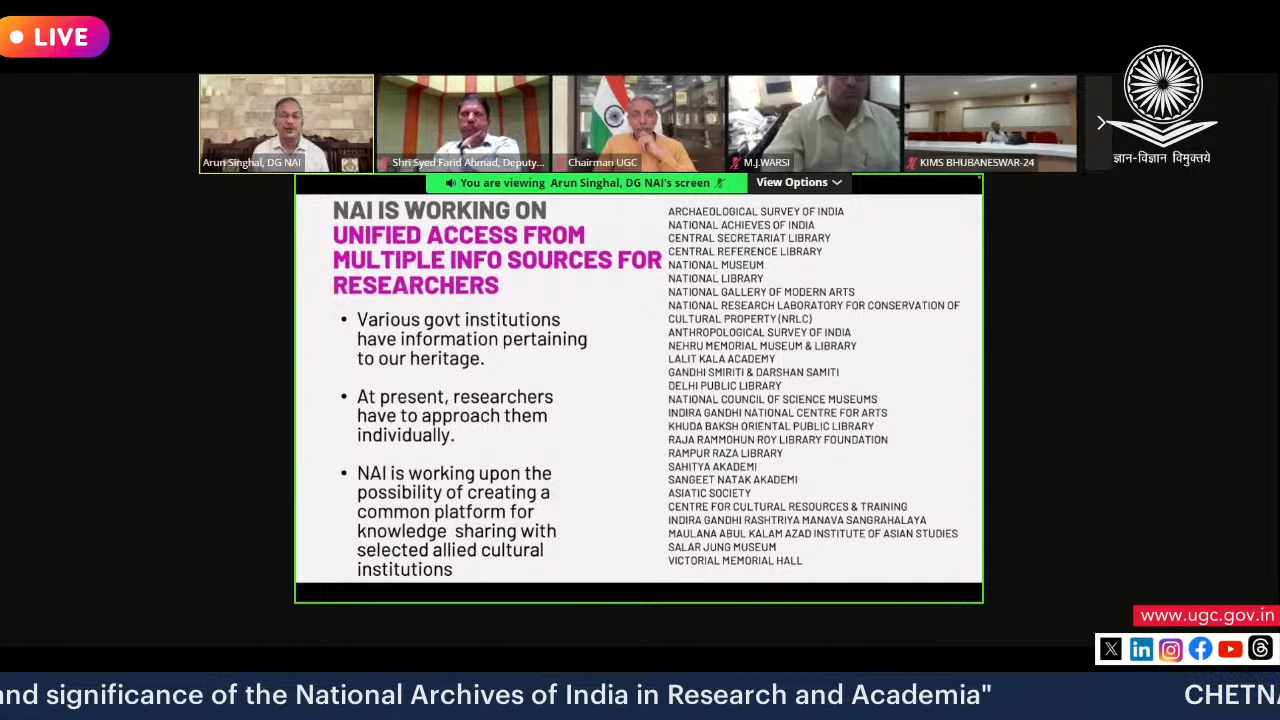 LIVE
Arun Singhal, DG NAI
Shri Syed Farid Ahmad, Deputy...
Chairman UGC
M.J.WARSI
KIMS BHUBANESWAR-24
ज्ञान-विज्ञान विमुक्तये
You are viewing Arun Singhal, DG NAI's screen
View Options
NAI IS WORKING ON
UNIFIED ACCESS FROM
MULTIPLE INFO SOURCES FOR
RESEARCHERS
• Various govt institutions
have information pertaining
to our heritage.
• At present, researchers
have to approach them
individually.
• NAI is working upon the
possibility of creating a
common platform for
knowledge sharing with
selected allied cultural
institutions
ARCHAEOLOGICAL SURVEY OF INDIA
NATIONAL ACHIEVES OF INDIA
CENTRAL SECRETARIAT LIBRARY
CENTRAL REFERENCE LIBRARY
NATIONAL MUSEUM
NATIONAL LIBRARY
NATIONAL GALLERY OF MODERN ARTS
NATIONAL RESEARCH LABORATORY FOR CONSERVATION OF
CULTURAL PROPERTY (NRLC)
ANTHROPOLOGICAL SURVEY OF INDIA
NEHRU MEMORIAL MUSEUM & LIBRARY
LALIT KALA ACADEMY
GANDHI SMIRITI & DARSHAN SAMITI
DELHI PUBLIC LIBRARY
NATIONAL COUNCIL OF SCIENCE MUSEUMS
INDIRA GANDHI NATIONAL CENTRE FOR ARTS
KHUDA BAKSH ORIENTAL PUBLIC LIBRARY
RAJA RAMMOHUN ROY LIBRARY FOUNDATION
RAMPUR RAZA LIBRARY
SAHITYA AKADEMI
SANGEET NATAK AKADEMI
ASIATIC SOCIETY
CENTRE FOR CULTURAL RESOURCES & TRAINING
INDIRA GANDHI RASHTRIYA MANAVA SANGRAHALAYA
MAULANA ABUL KALAM AZAD INSTITUTE OF ASIAN STUDIES
SALAR JUNG MUSEUM
VICTORIAL MEMORIAL HALL
www.ugc.gov.in
and significance of the National Archives of India in Research and Academia" CHETNA